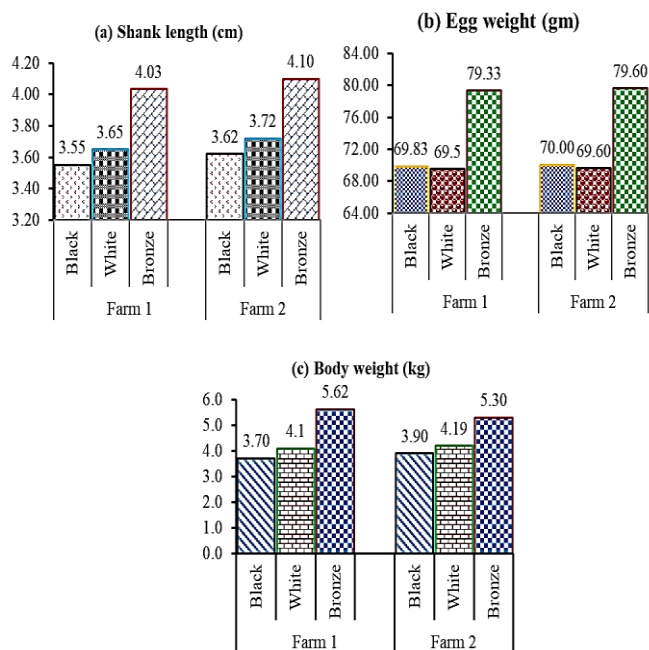 (a) Shank length (cm)
4.20
4.00
3.80
3.60
3.40
3.20
3.55
3.65
4.03
3.62
3.72
4.10
Black
White
Bronze
Black
White
Bronze
Farm 1
Farm 2
(b) Egg weight (gm)
84.00
80.00
76.00
72.00
68.00
64.00
69.83
69.5
79.33
70.00
69.60
79.60
Black
White
Bronze
Black
White
Bronze
Farm 1
Farm 2
(c) Body weight (kg)
6.0
5.0
4.0
3.0
2.0
1.0
0.0
3.70
4.1
5.62
3.90
4.19
5.30
Black
White
Bronze
Black
White
Bronze
Farm 1
Farm 2